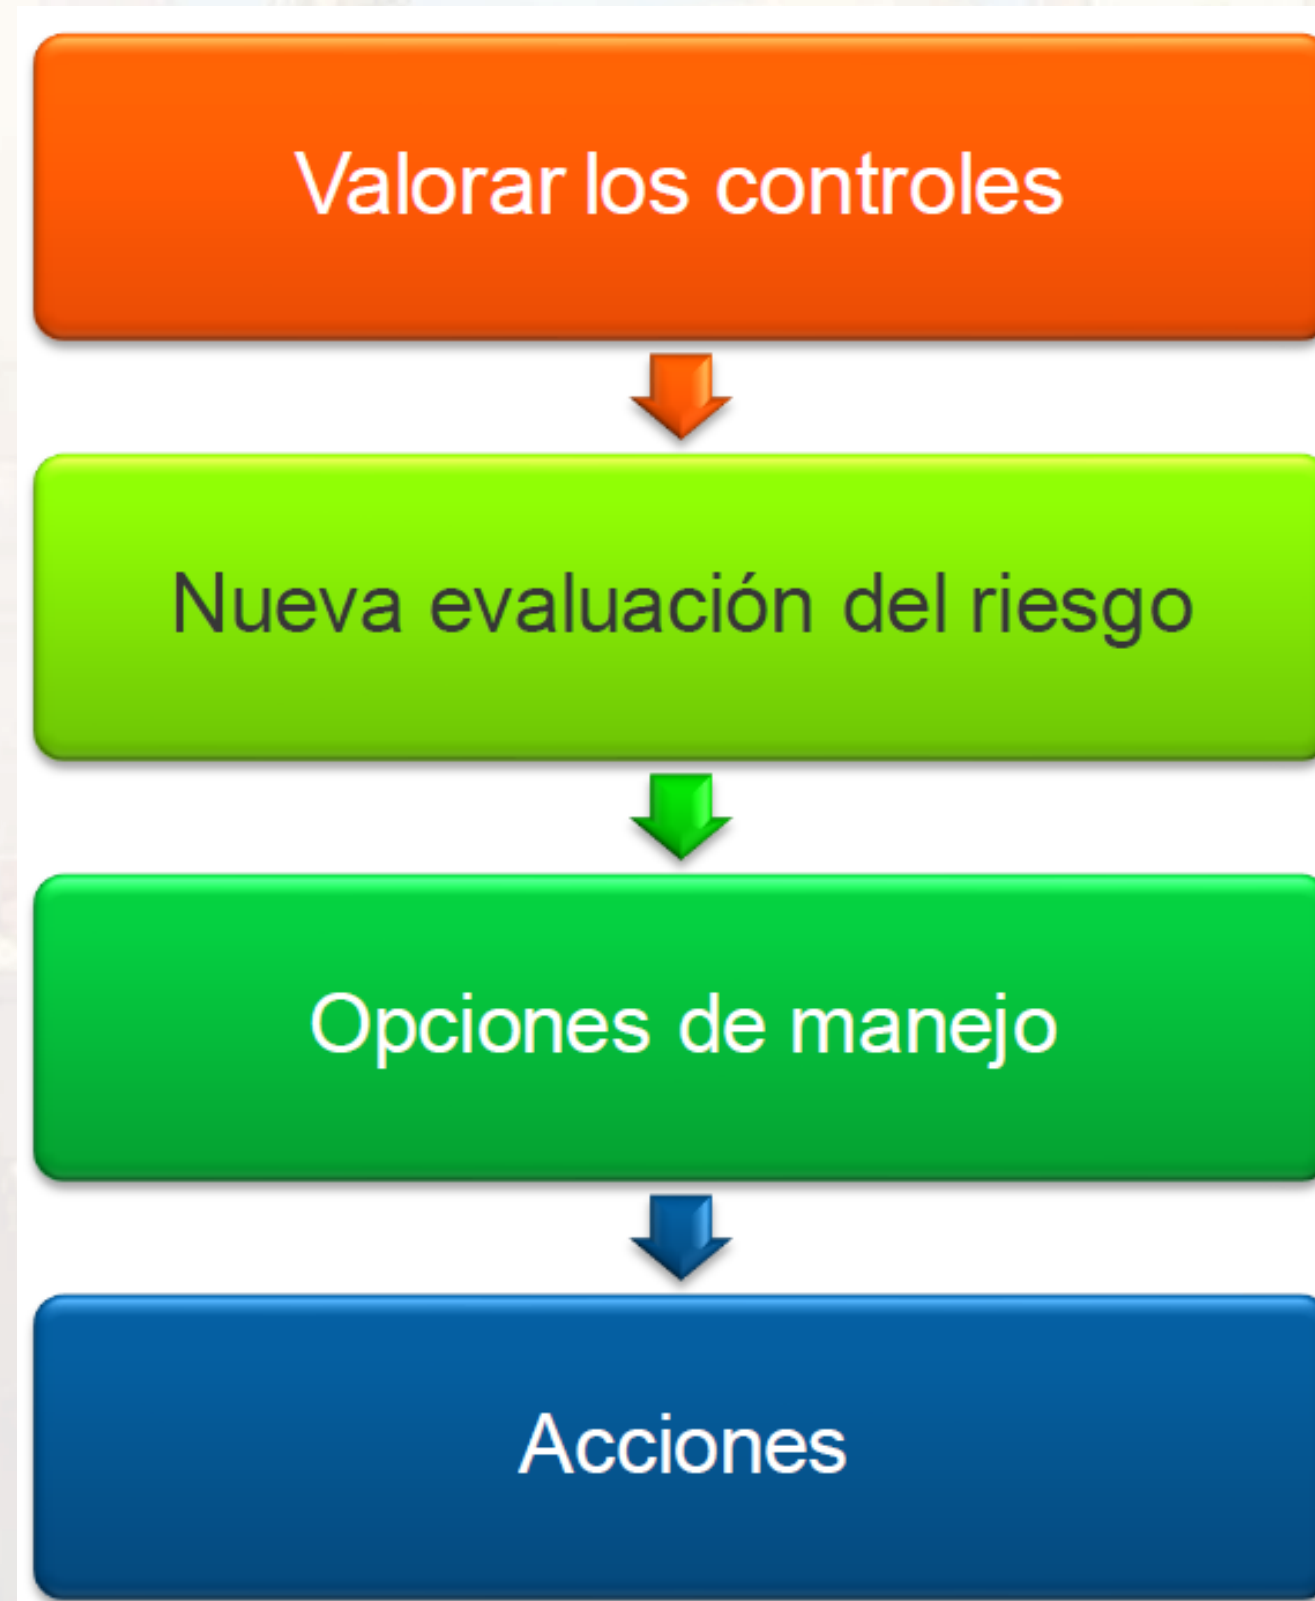 Valorar los controles
Nueva evaluación del riesgo
Opciones de manejo
Acciones